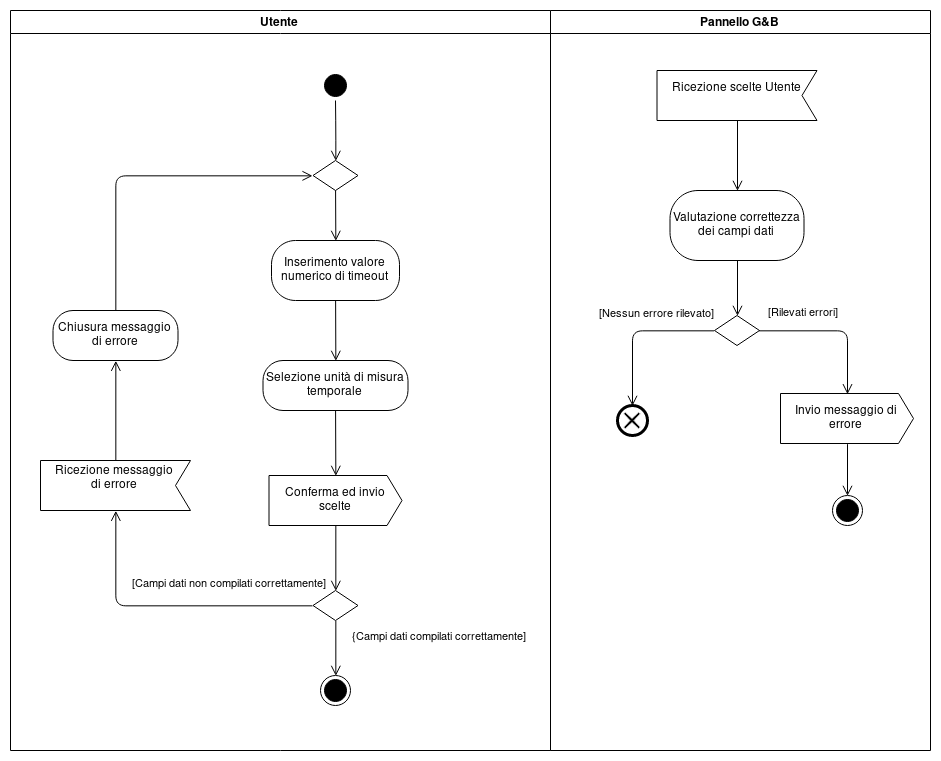 Utente
Pannello G&B
Ricezione scelte Utente
Valutazione correttezza
dei campi dati
Inserimento valore
numerico di timeout
[Nessun errore rilevato]
[Rilevati errori]
Chiusura messaggio
di errore
Selezione unità di misura
temporale
Invio messaggio di
errore
Ricezione messaggio
di errore
Conferma ed invio
scelte
[Campi dati non compilati correttamente]
{Campi dati compilati correttamente]